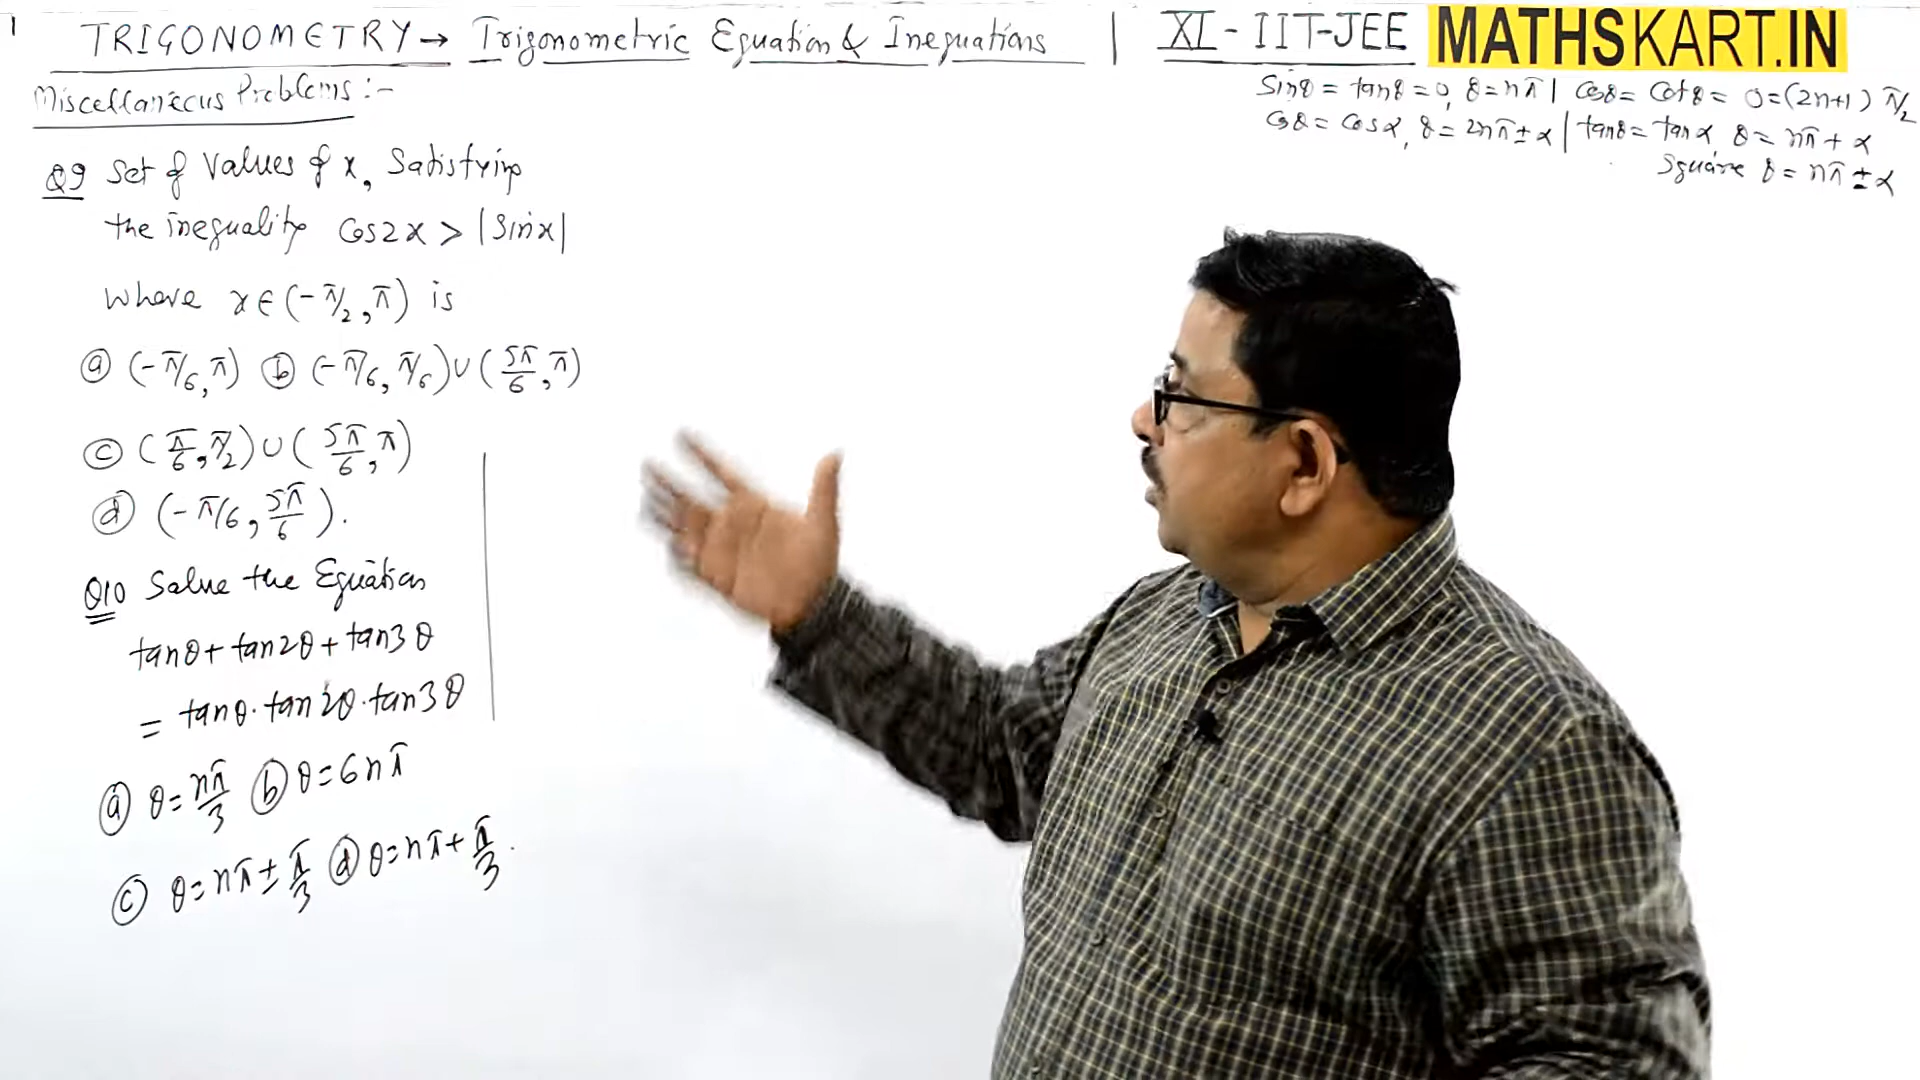 1
TRIGONOMETRY → Trigonometric Equation & Inequations | XI - IIT-JEE MATHSKART.IN
Miscellaneous Problems :-
Sinθ = tanθ = 0, θ = nπ | Cosθ = Cotθ = 0 = (2n+1) π/2
Cosθ = Cosα, θ = 2nπ ± α | tanθ = tanα, θ = nπ + α
Square θ = nπ ± α
Q9 Set of Values of x, Satisfying
the inequality Cos2x > |Sinx|
Where x ∈ (-π/2, π) is
(a) (-π/6, π) (b) (-π/6, π/6) ∪ (5π/6, π)
(c) (π/6, π/2) ∪ (5π/6, π)
(d) (-π/6, 5π/6).
Q10 Solve the Equation
tanθ + tan2θ + tan3θ
= tanθ · tan2θ · tan3θ
(a) θ = nπ/3 (b) θ = 6nπ
(c) θ = nπ ± π/3 (d) θ = nπ + π/3.